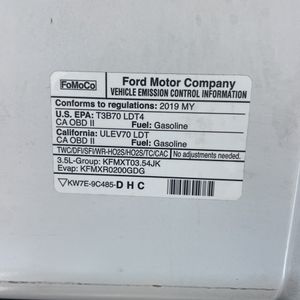 FoMoCo
Ford Motor Company
VEHICLE EMISSION CONTROL INFORMATION
Conforms to regulations: 2019 MY
U.S. EPA: T3B70 LDT4
CA OBD II Fuel: Gasoline
California: ULEV70 LDT
CA OBD II Fuel: Gasoline
TWC/DFI/SFI/WR-HO2S/HO2S/TC/CAC No adjustments needed.
3.5L-Group: KFMXT03.54JK
Evap: KFMXR0200GDG
KW7E-9C485-DHC